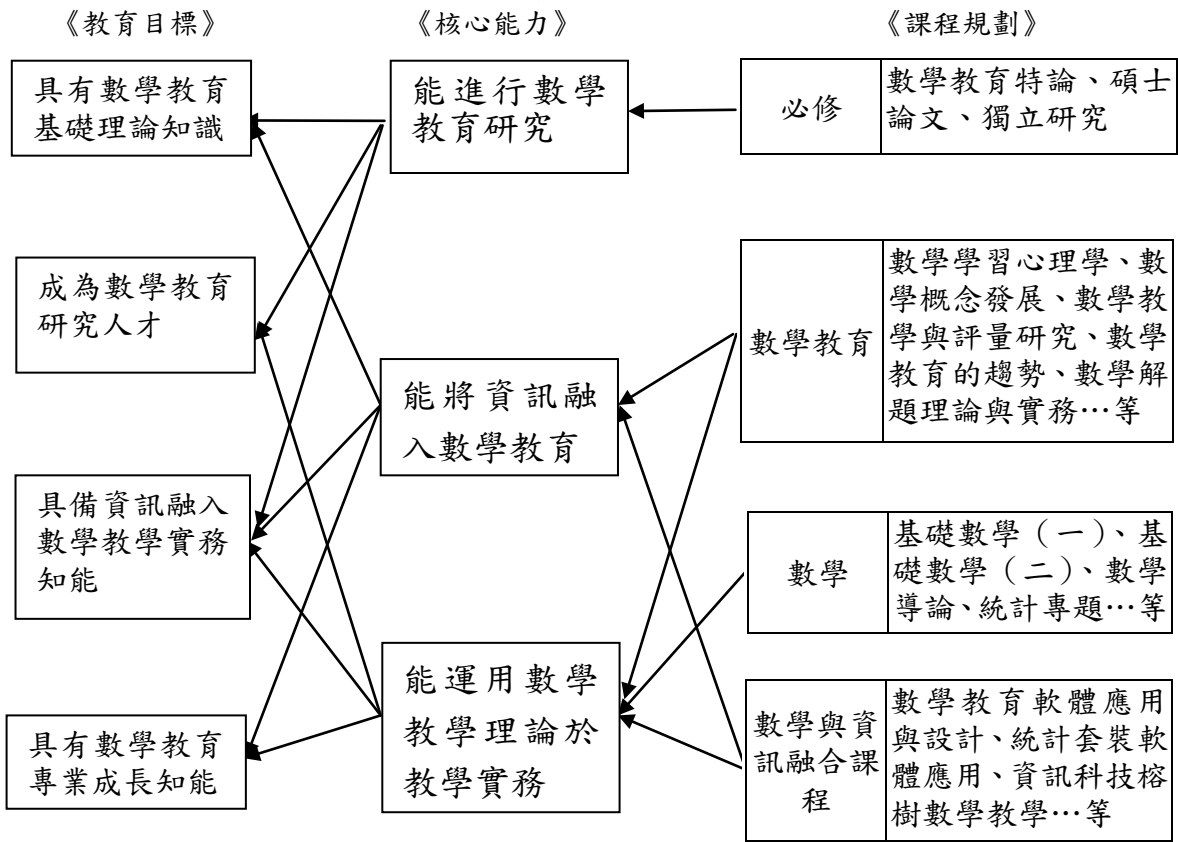 《教育目標》
《核心能力》
《課程規劃》
具有數學教育
基礎理論知識
成為數學教育
研究人才
具備資訊融入
數學教學實務
知能
具有數學教育
專業成長知能
能進行數學
教育研究
能將資訊融
入數學教育
能運用數學
教學理論於
教學實務
必修
數學教育特論、碩士
論文、獨立研究
數學教育
數學學習心理學、數
學概念發展、數學教
學與評量研究、數學
教育的趨勢、數學解
題理論與實務…等
數學
基礎數學（一）、基
礎數學（二）、數學
導論、統計專題…等
數學與資
訊融合課
程
數學教育軟體應用
與設計、統計套裝軟
體應用、資訊科技榕
樹數學教學…等